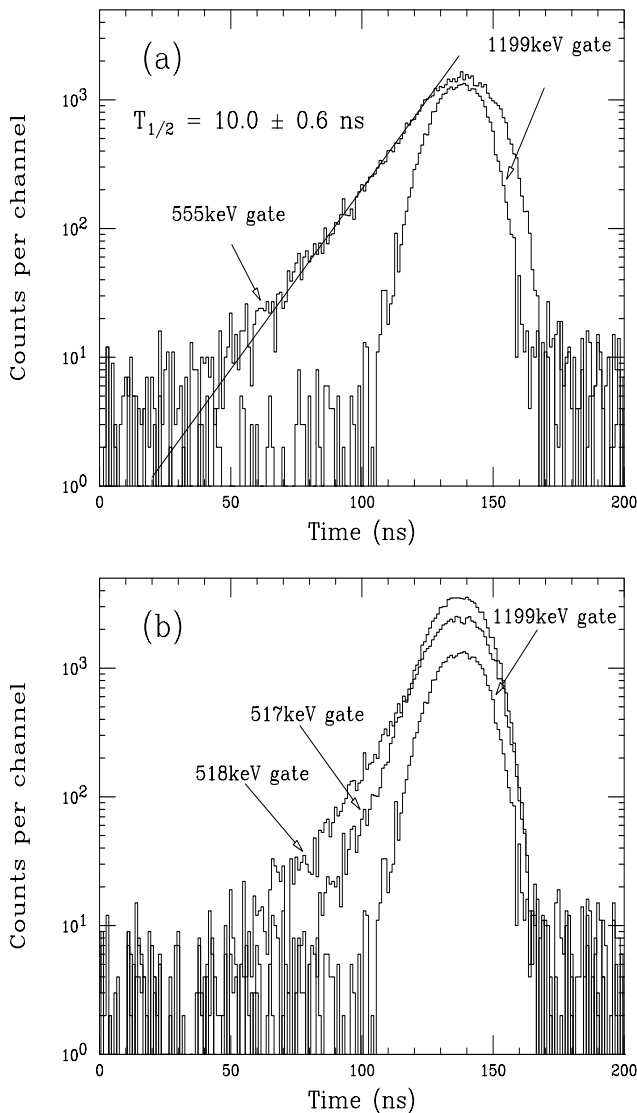 (a)
1199keV gate
T1/2 = 10.0 ± 0.6 ns
555keV gate
Counts per channel
10^3
10^2
10^1
10^0
0 50 100 150 200
Time (ns)
(b)
1199keV gate
517keV gate
518keV gate
Counts per channel
10^3
10^2
10^1
10^0
0 50 100 150 200
Time (ns)